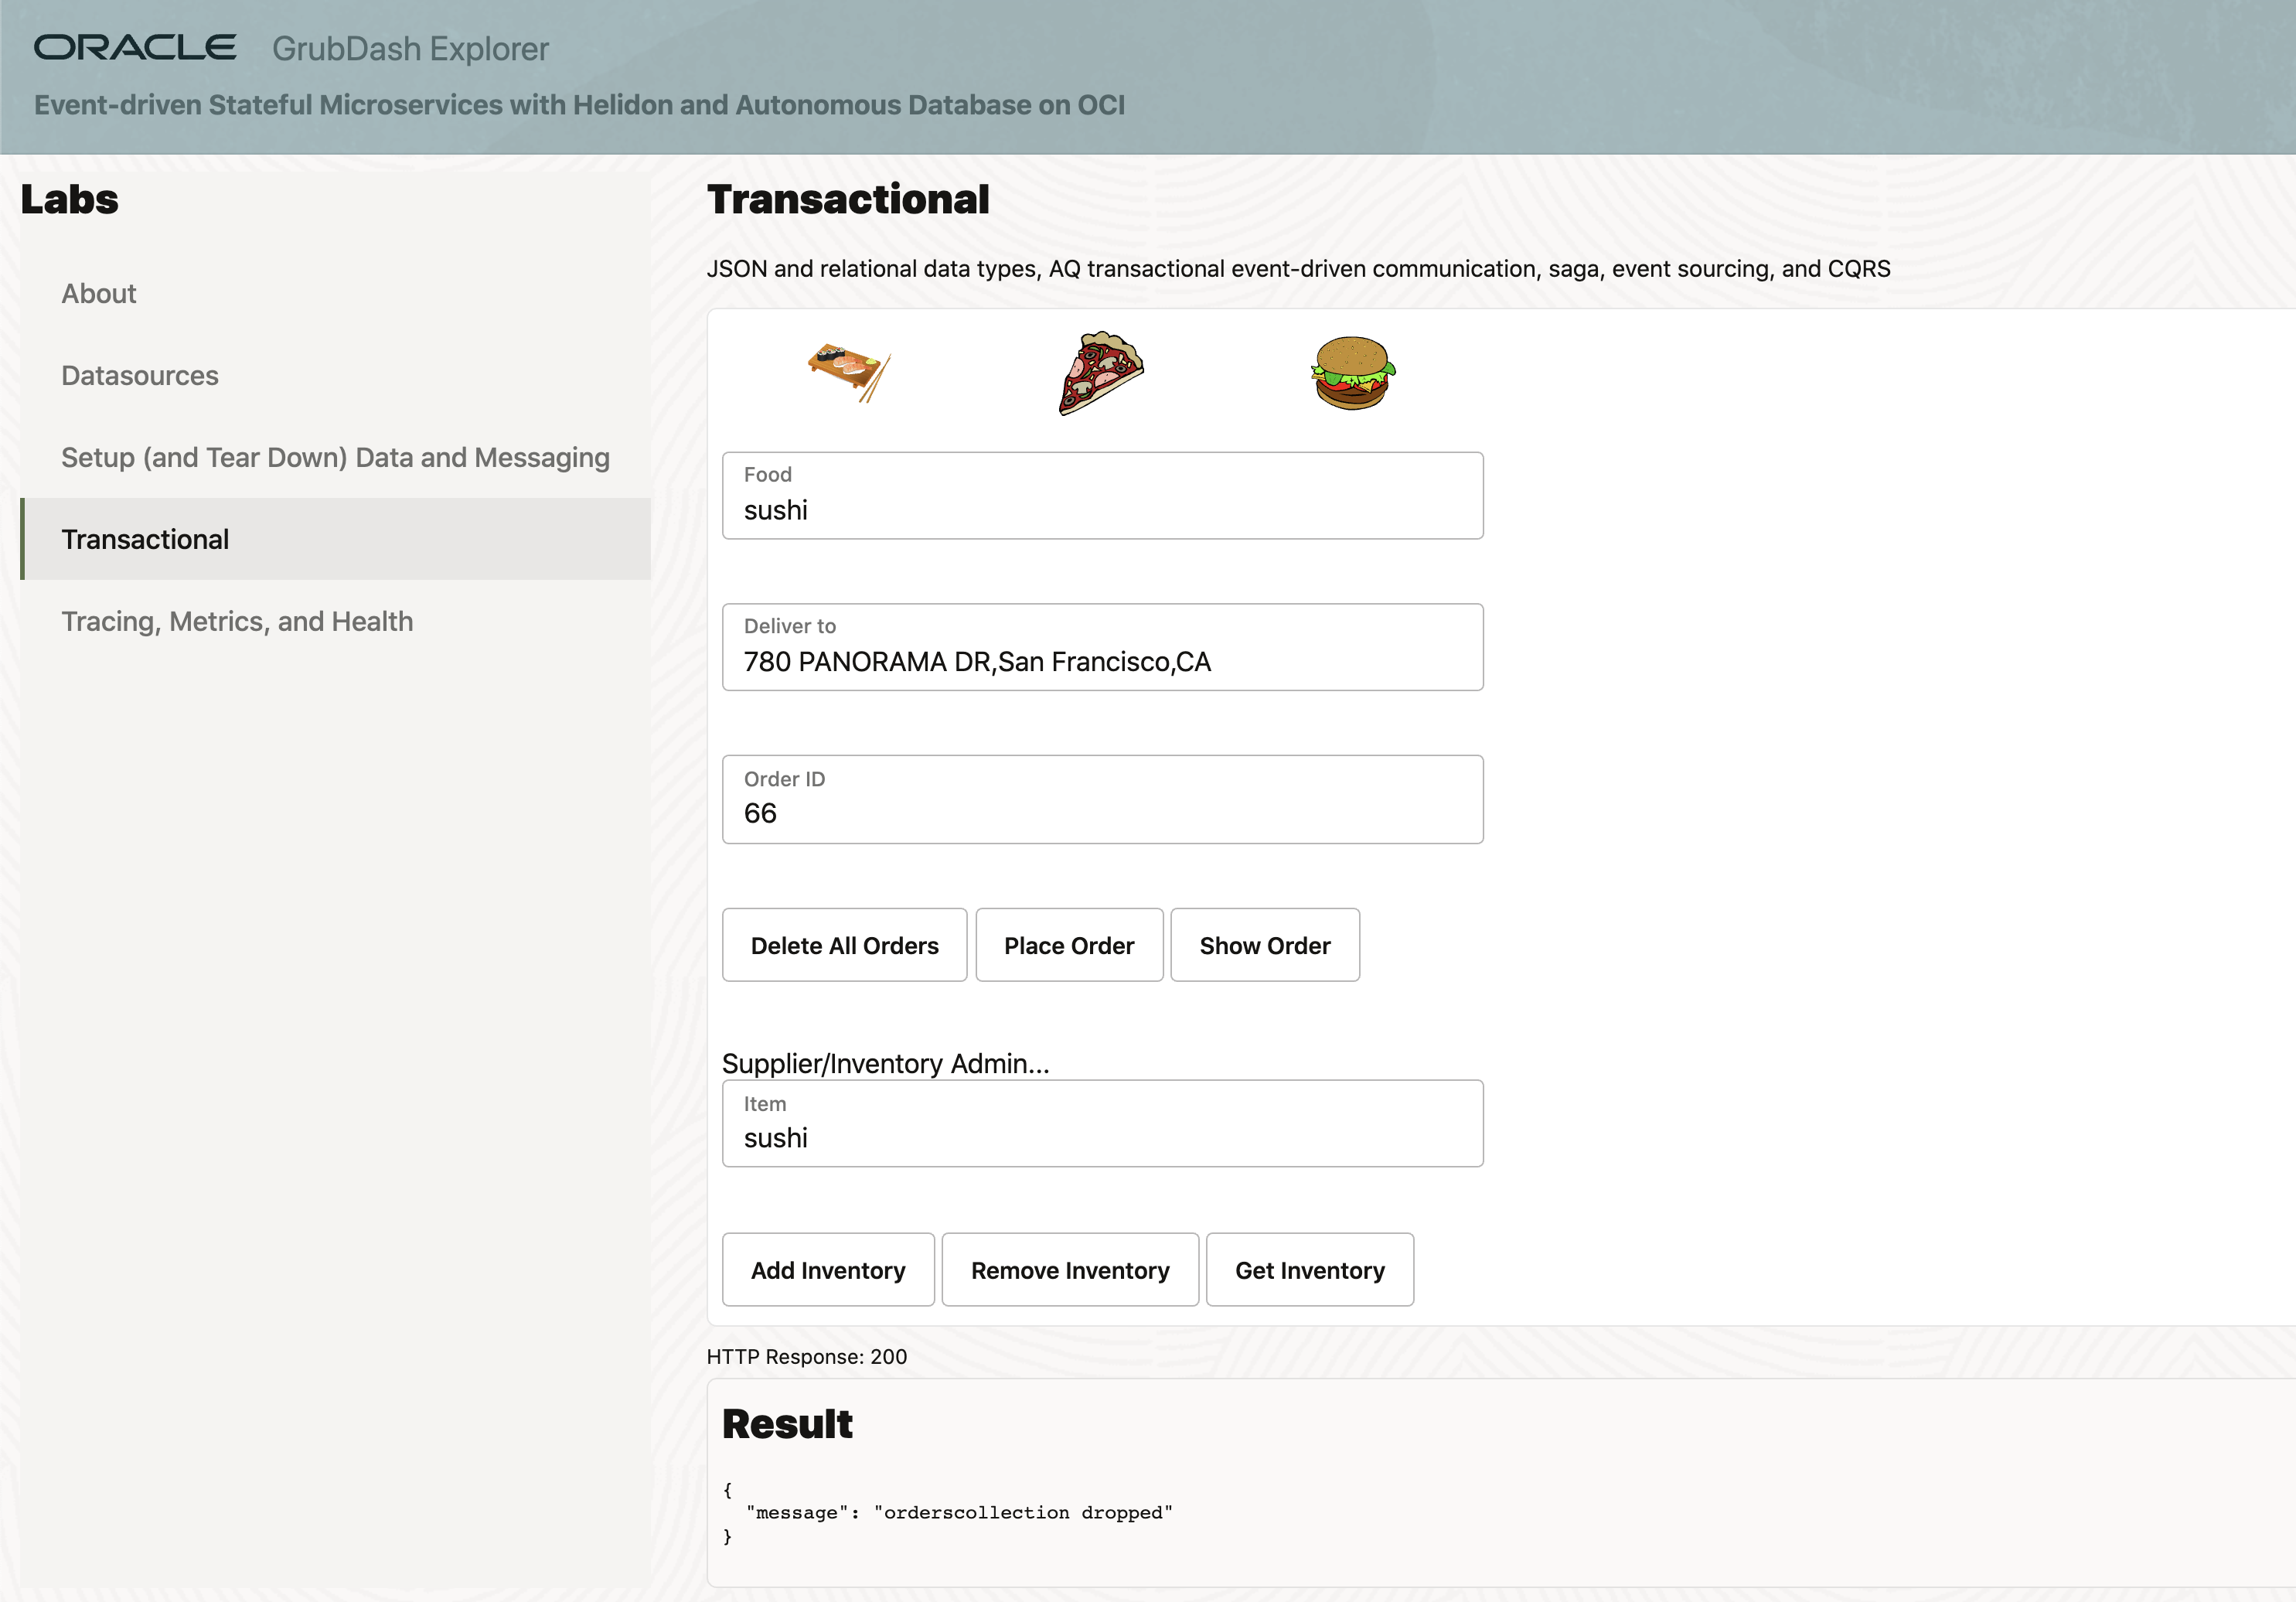 ORACLE GrubDash Explorer
Event-driven Stateful Microservices with Helidon and Autonomous Database on OCI
Labs
About
Datasources
Setup (and Tear Down) Data and Messaging
Transactional
Tracing, Metrics, and Health
Transactional
JSON and relational data types, AQ transactional event-driven communication, saga, event sourcing, and CQRS
Food
sushi
Deliver to
780 PANORAMA DR,San Francisco,CA
Order ID
66
Delete All Orders Place Order Show Order
Supplier/Inventory Admin...
Item
sushi
Add Inventory Remove Inventory Get Inventory
HTTP Response: 200
Result
{
"message": "orderscollection dropped"
}